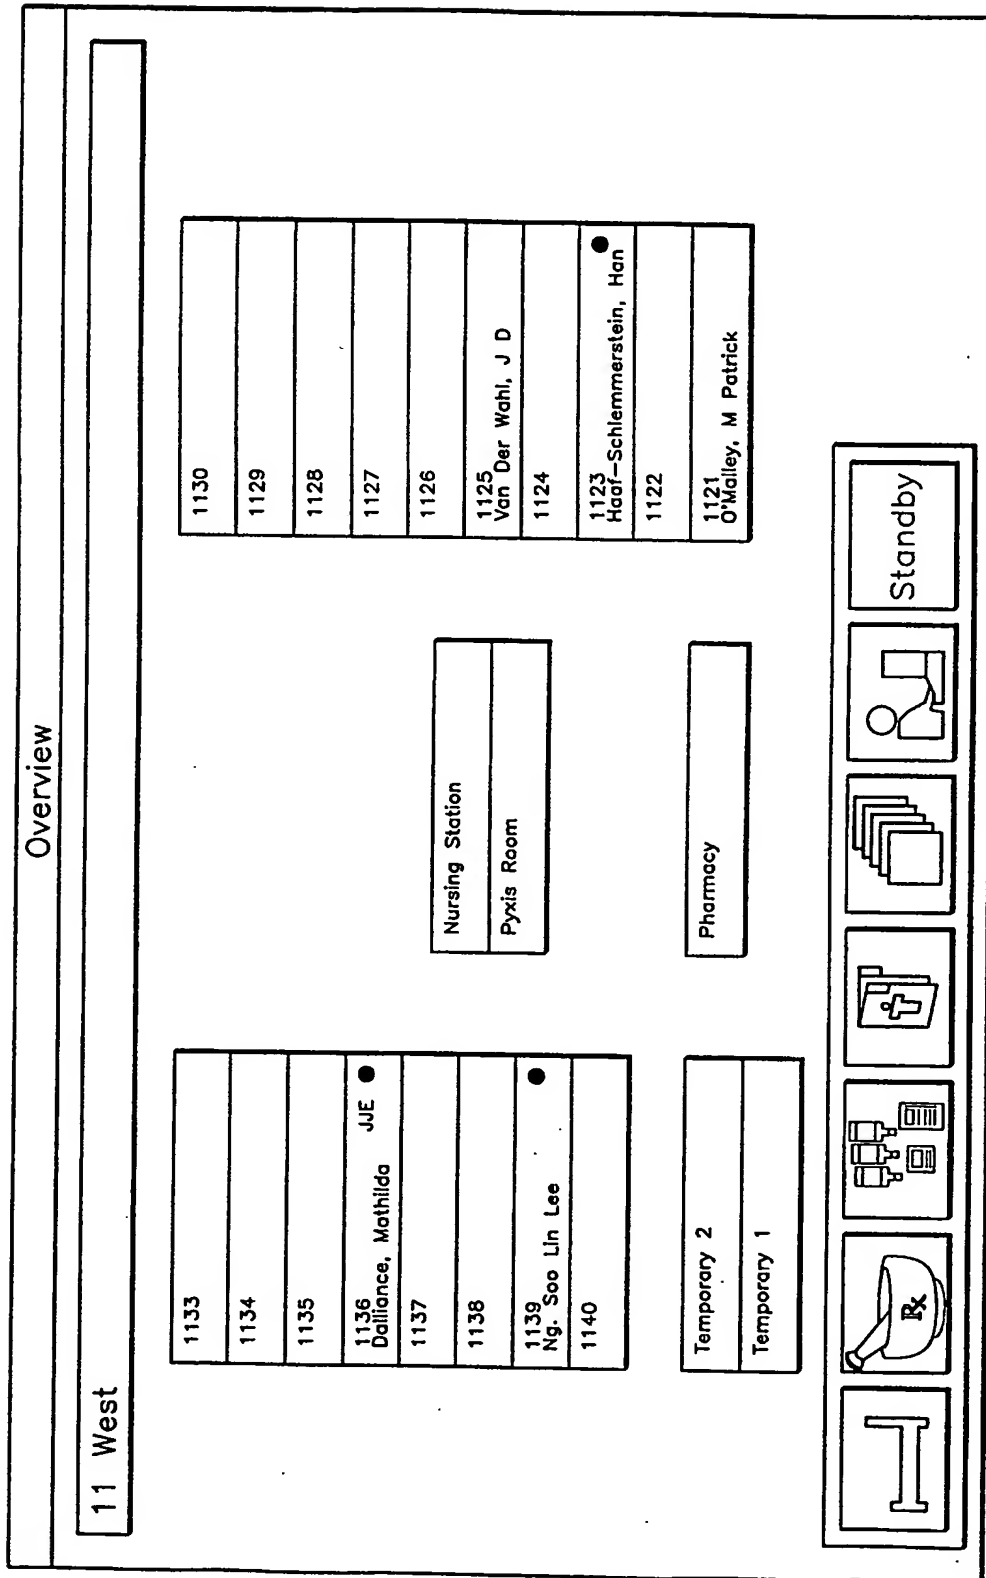 Overview
11 West
1133
1134
1135
1136
Dalliance, Mathilda JJE
1137
1138
1139
Ng. Soo Lin Lee
1140
Temporary 2
Temporary 1
Nursing Station
Pyxis Room
Pharmacy
1130
1129
1128
1127
1126
1125
Van Der Wahl, J D
1124
1123
Haaf-Schlemmerstein, Han
1122
1121
O'Malley, M Patrick
Rx
Standby